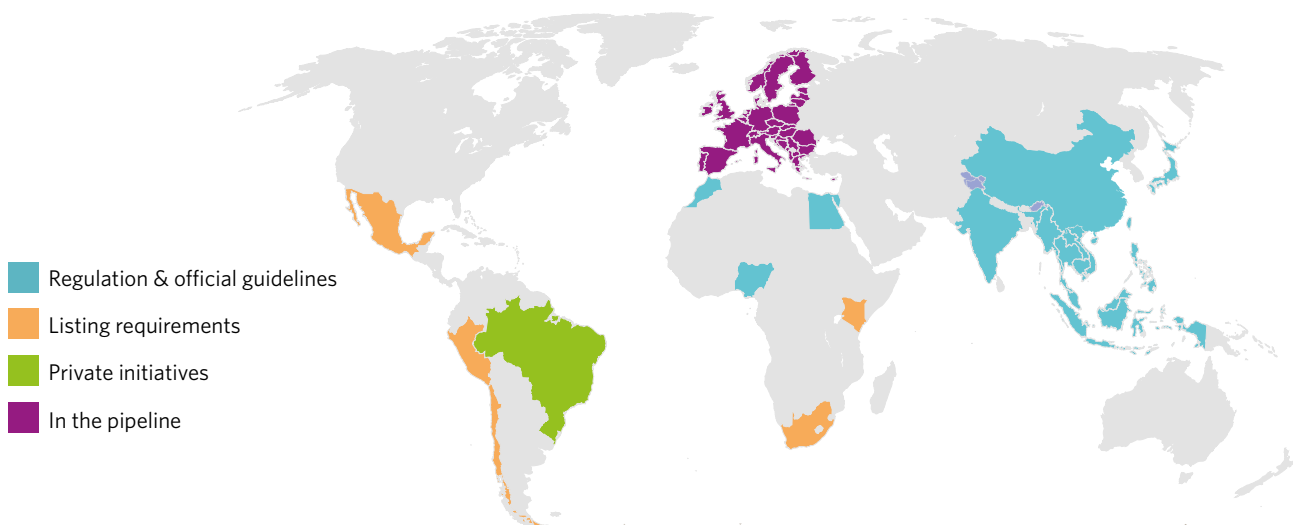 Regulation & official guidelines
Listing requirements
Private initiatives
In the pipeline